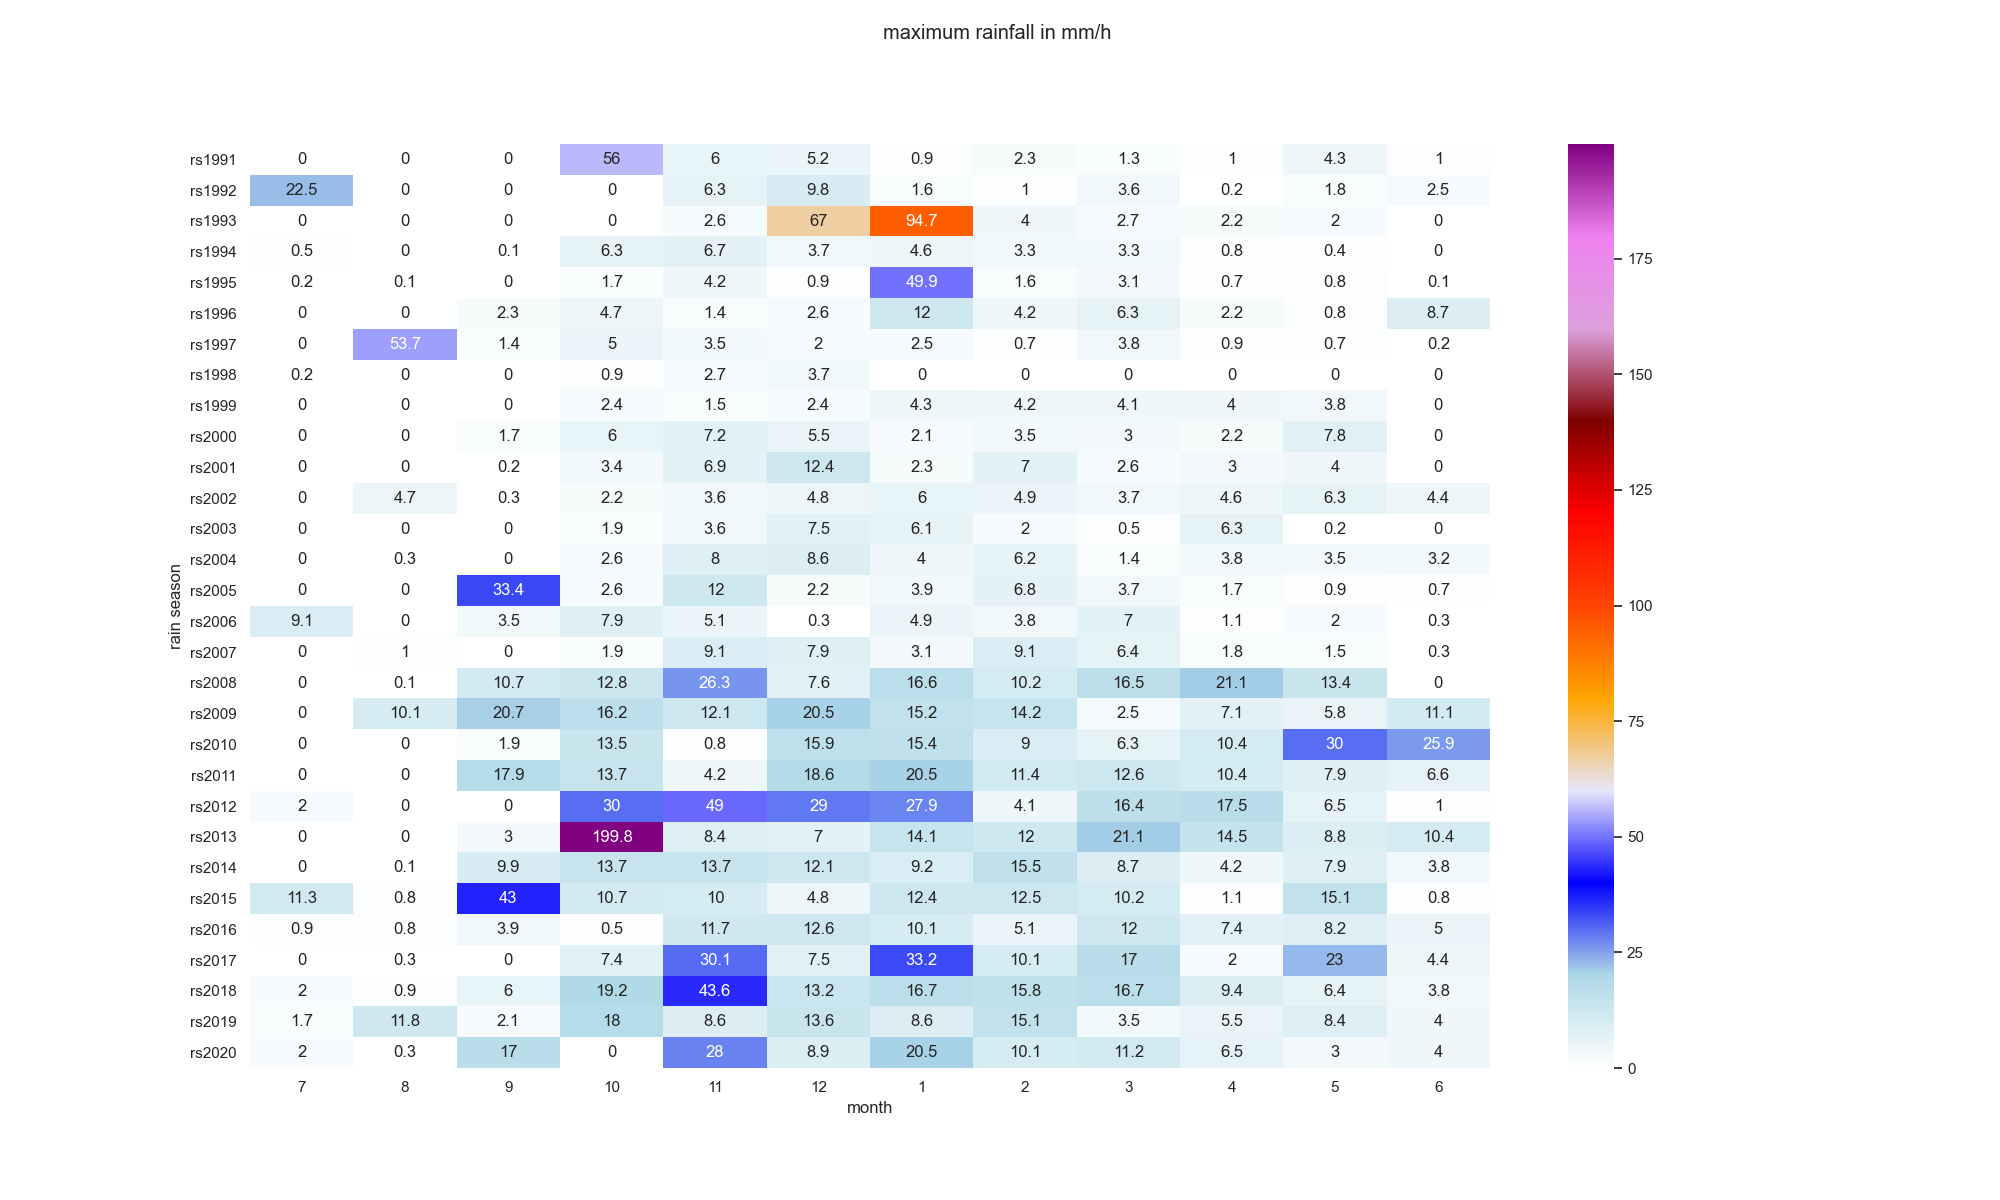 maximum rainfall in mm/h
rs1991 0 0 0 56 6 5.2 0.9 2.3 1.3 1 4.3 1
rs1992 22.5 0 0 0 6.3 9.8 1.6 1 3.6 0.2 1.8 2.5
rs1993 0 0 0 0 2.6 67 94.7 4 2.7 2.2 2 0
rs1994 0.5 0 0.1 6.3 6.7 3.7 4.6 3.3 3.3 0.8 0.4 0
175
rs1995 0.2 0.1 0 1.7 4.2 0.9 49.9 1.6 3.1 0.7 0.8 0.1
rs1996 0 0 2.3 4.7 1.4 2.6 12 4.2 6.3 2.2 0.8 8.7
rs1997 0 53.7 1.4 5 3.5 2 2.5 0.7 3.8 0.9 0.7 0.2
rs1998 0.2 0 0 0.9 2.7 3.7 0 0 0 0 0 0 150
rs1999 0 0 0 2.4 1.5 2.4 4.3 4.2 4.1 4 3.8 0
rs2000 0 0 1.7 6 7.2 5.5 2.1 3.5 3 2.2 7.8 0
rs2001 0 0 0.2 3.4 6.9 12.4 2.3 7 2.6 3 4 0
125
rs2002 0 4.7 0.3 2.2 3.6 4.8 6 4.9 3.7 4.6 6.3 4.4
rs2003 0 0 0 1.9 3.6 7.5 6.1 2 0.5 6.3 0.2 0
rs2004 0 0.3 0 2.6 8 8.6 4 6.2 1.4 3.8 3.5 3.2
rs2005 0 0 33.4 2.6 12 2.2 3.9 6.8 3.7 1.7 0.9 0.7
100
rain season
rs2006 9.1 0 3.5 7.9 5.1 0.3 4.9 3.8 7 1.1 2 0.3
rs2007 0 1 0 1.9 9.1 7.9 3.1 9.1 6.4 1.8 1.5 0.3
rs2008 0 0.1 10.7 12.8 26.3 7.6 16.6 10.2 16.5 21.1 13.4 0
rs2009 0 10.1 20.7 16.2 12.1 20.5 15.2 14.2 2.5 7.1 5.8 11.1
75
rs2010 0 0 1.9 13.5 0.8 15.9 15.4 9 6.3 10.4 30 25.9
rs2011 0 0 17.9 13.7 4.2 18.6 20.5 11.4 12.6 10.4 7.9 6.6
rs2012 2 0 0 30 49 29 27.9 4.1 16.4 17.5 6.5 1
rs2013 0 0 3 199.8 8.4 7 14.1 12 21.1 14.5 8.8 10.4 50
rs2014 0 0.1 9.9 13.7 13.7 12.1 9.2 15.5 8.7 4.2 7.9 3.8
rs2015 11.3 0.8 43 10.7 10 4.8 12.4 12.5 10.2 1.1 15.1 0.8
rs2016 0.9 0.8 3.9 0.5 11.7 12.6 10.1 5.1 12 7.4 8.2 5
25
rs2017 0 0.3 0 7.4 30.1 7.5 33.2 10.1 17 2 23 4.4
rs2018 2 0.9 6 19.2 43.6 13.2 16.7 15.8 16.7 9.4 6.4 3.8
rs2019 1.7 11.8 2.1 18 8.6 13.6 8.6 15.1 3.5 5.5 8.4 4
rs2020 2 0.3 17 0 28 8.9 20.5 10.1 11.2 6.5 3 4
0
7 8 9 10 11 12 1 2 3 4 5 6
month